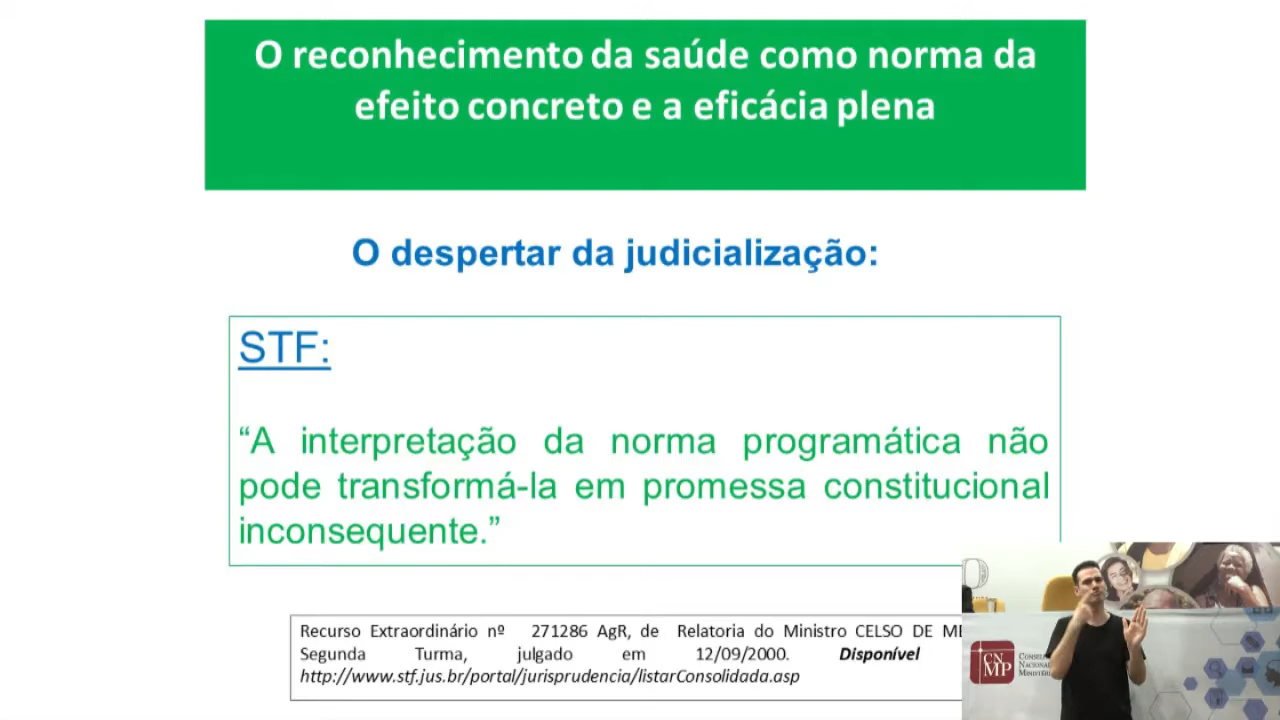 O reconhecimento da saúde como norma da
efeito concreto e a eficácia plena
O despertar da judicialização:
STF:
“A interpretação da norma programática não
pode transformá-la em promessa constitucional
inconsequente.”
Recurso Extraordinário nº 271286 AgR, de Relatoria do Ministro CELSO DE
Segunda Turma, julgado em 12/09/2000. Disponível
http://www.stf.jus.br/portal/jurisprudencia/listarConsolidada.asp
CN
MP